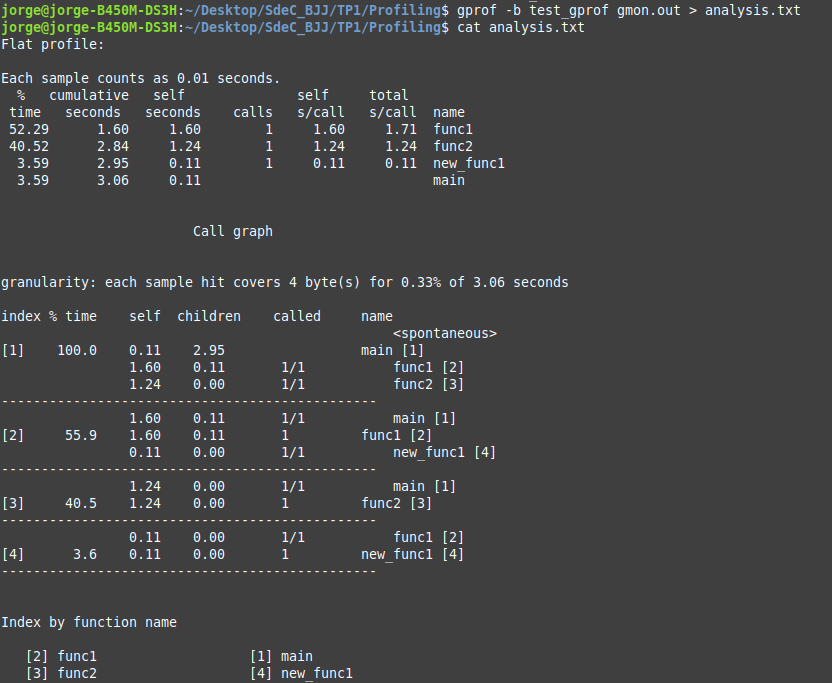 jorge@jorge-B450M-DS3H:~/Desktop/SdeC_BJJ/TP1/Profiling$ gprof -b test_gprof gmon.out > analysis.txt
jorge@jorge-B450M-DS3H:~/Desktop/SdeC_BJJ/TP1/Profiling$ cat analysis.txt
Flat profile:

Each sample counts as 0.01 seconds.
  %   cumulative   self              self     total
 time   seconds   seconds    calls   s/call   s/call  name
 52.29      1.60     1.60        1     1.60     1.71  func1
 40.52      2.84     1.24        1     1.24     1.24  func2
  3.59      2.95     0.11        1     0.11     0.11  new_func1
  3.59      3.06     0.11                             main

                        Call graph

granularity: each sample hit covers 4 byte(s) for 0.33% of 3.06 seconds

index % time    self  children    called     name
                                                 <spontaneous>
[1]    100.0    0.11    2.95                 main [1]
                1.60    0.11       1/1           func1 [2]
                1.24    0.00       1/1           func2 [3]
-----------------------------------------------
                1.60    0.11       1/1           main [1]
[2]     55.9    1.60    0.11       1         func1 [2]
                0.11    0.00       1/1           new_func1 [4]
-----------------------------------------------
                1.24    0.00       1/1           main [1]
[3]     40.5    1.24    0.00       1         func2 [3]
-----------------------------------------------
                0.11    0.00       1/1           func1 [2]
[4]      3.6    0.11    0.00       1         new_func1 [4]
-----------------------------------------------

Index by function name

   [2] func1                   [1] main
   [3] func2                   [4] new_func1